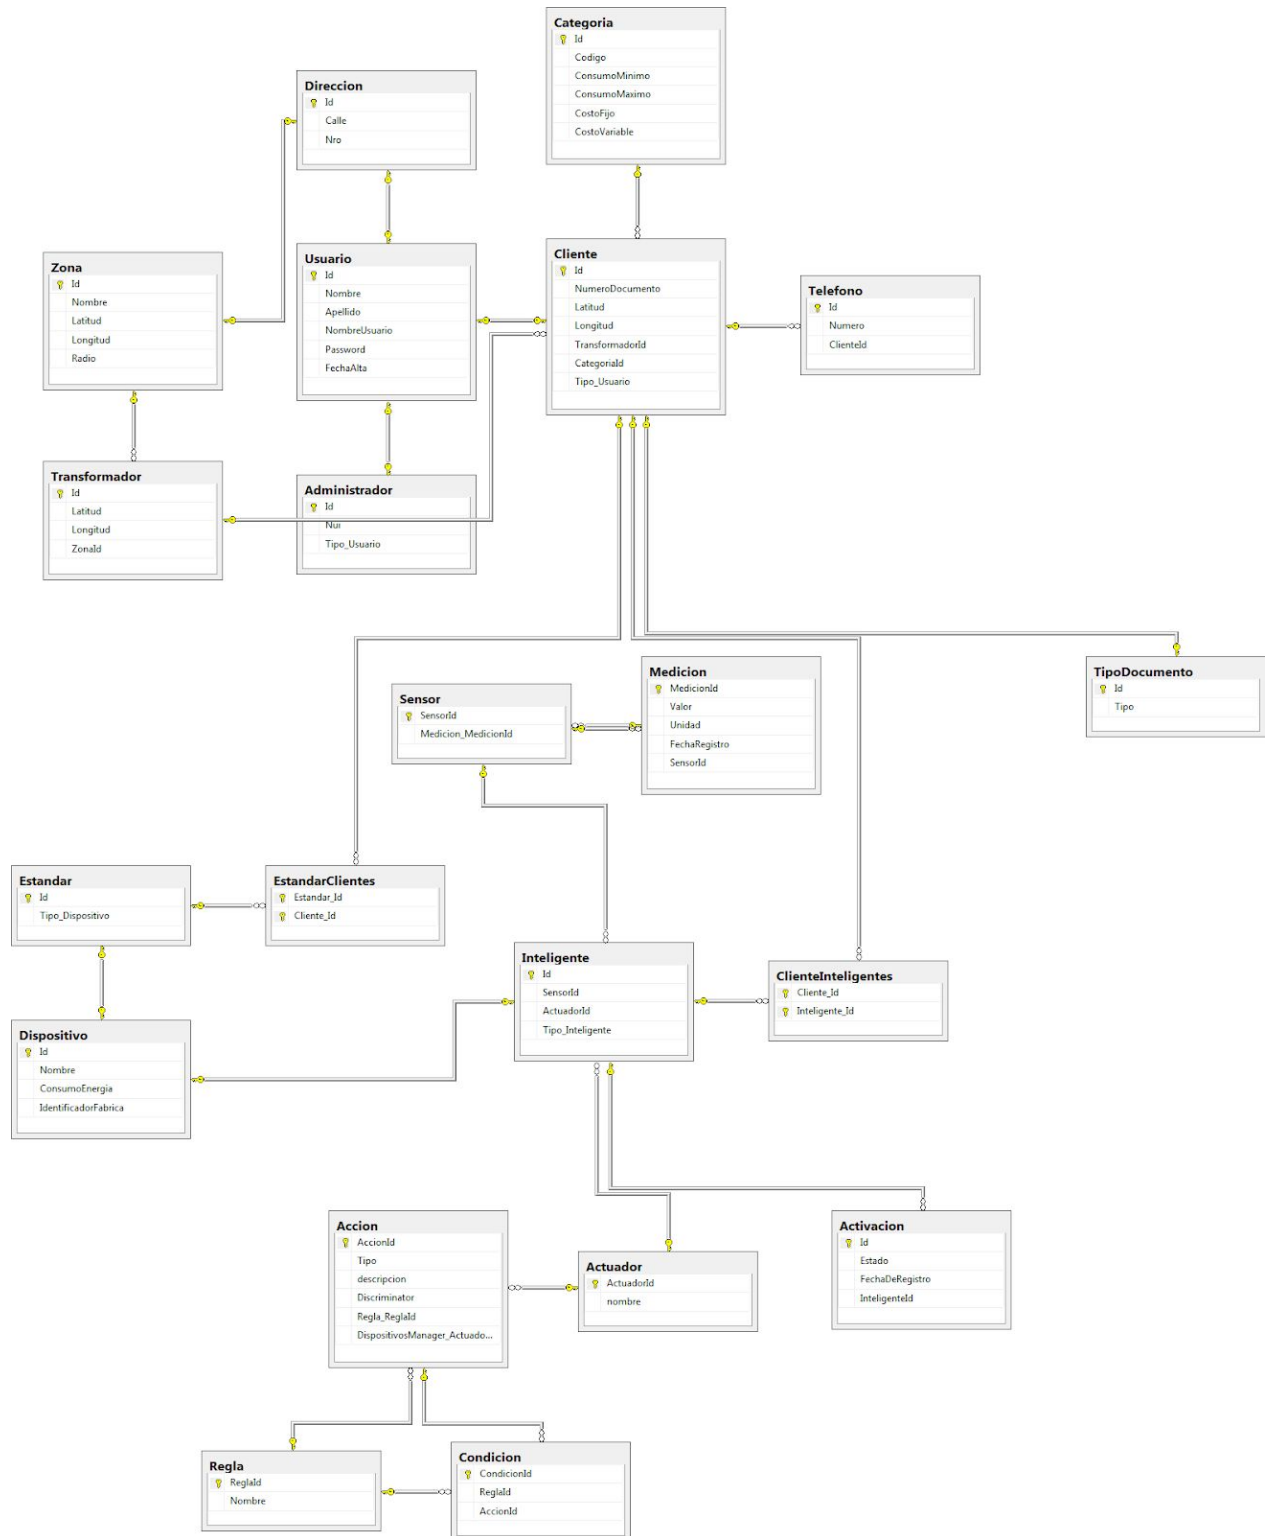 Categoria
Id
Codigo
ConsumoMinimo
ConsumoMaximo
CostoFijo
CostoVariable
Direccion
Id
Calle
Nro
Zona
Id
Nombre
Latitud
Longitud
Radio
Usuario
Id
Nombre
Apellido
NombreUsuario
Password
FechaAlta
Cliente
Id
NumeroDocumento
Latitud
Longitud
TransformadorId
CategoriaId
Tipo_Usuario
Telefono
Id
Numero
ClienteId
Transformador
Id
Latitud
Longitud
ZonaId
Administrador
Id
Nui
Tipo_Usuario
Medicion
MedicionId
Valor
Unidad
FechaRegistro
SensorId
TipoDocumento
Id
Tipo
Sensor
SensorId
Medicion_MedicionId
Estandar
Id
Tipo_Dispositivo
EstandarClientes
Estandar_Id
Cliente_Id
Inteligente
Id
SensorId
ActuadorId
Tipo_Inteligente
ClienteInteligentes
Cliente_Id
Inteligente_Id
Dispositivo
Id
Nombre
ConsumoEnergia
IdentificadorFabrica
Accion
AccionId
Tipo
descripcion
Discriminator
Regla_ReglaId
DispositivosManager_Actuado...
Actuador
ActuadorId
nombre
Activacion
Id
Estado
FechaDeRegistro
InteligenteId
Regla
ReglaId
Nombre
Condicion
CondicionId
ReglaId
AccionId